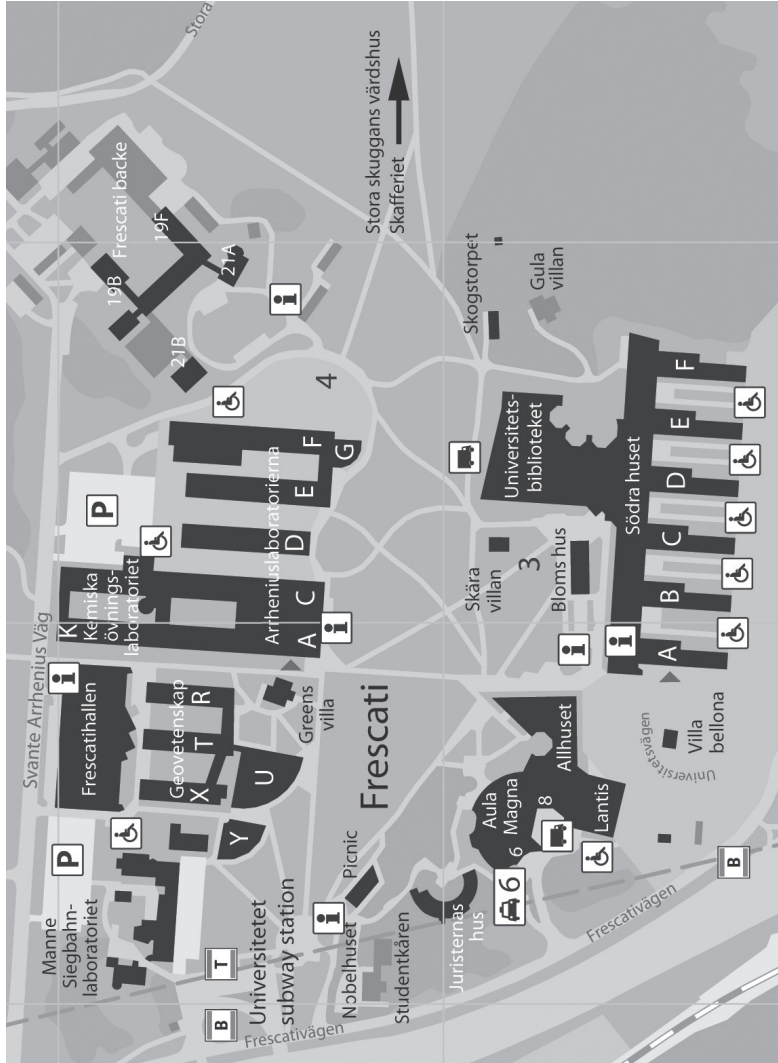 Svante Arrhenius Väg
Manne
Siegbahn-
laboratoriet
P
Frescatihallen
K
Kemiska
övnings-
laboratoriet
P
Frescati backe
19B
19F
21B
21A
Stora
Geovetenskap
X
T
R
Y
U
Arrheniuslaboratorierna
A
C
D
E
F
G
4
B
T
Universitetet
subway station
Greens
villa
Frescativägen
Nobelhuset
Picnic
Studentkåren
Frescati
Stora skuggans värdshus
Skafferiet
Juristernas
hus
Aula
Magna
6
8
6
Allhuset
Lantis
Skära
villan
3
Bloms hus
Universitets-
biblioteket
Skogstorpet
Gula
villan
Södra huset
A
B
C
D
E
F
Frescativägen
Universitetsvägen
Villa
bellona
B